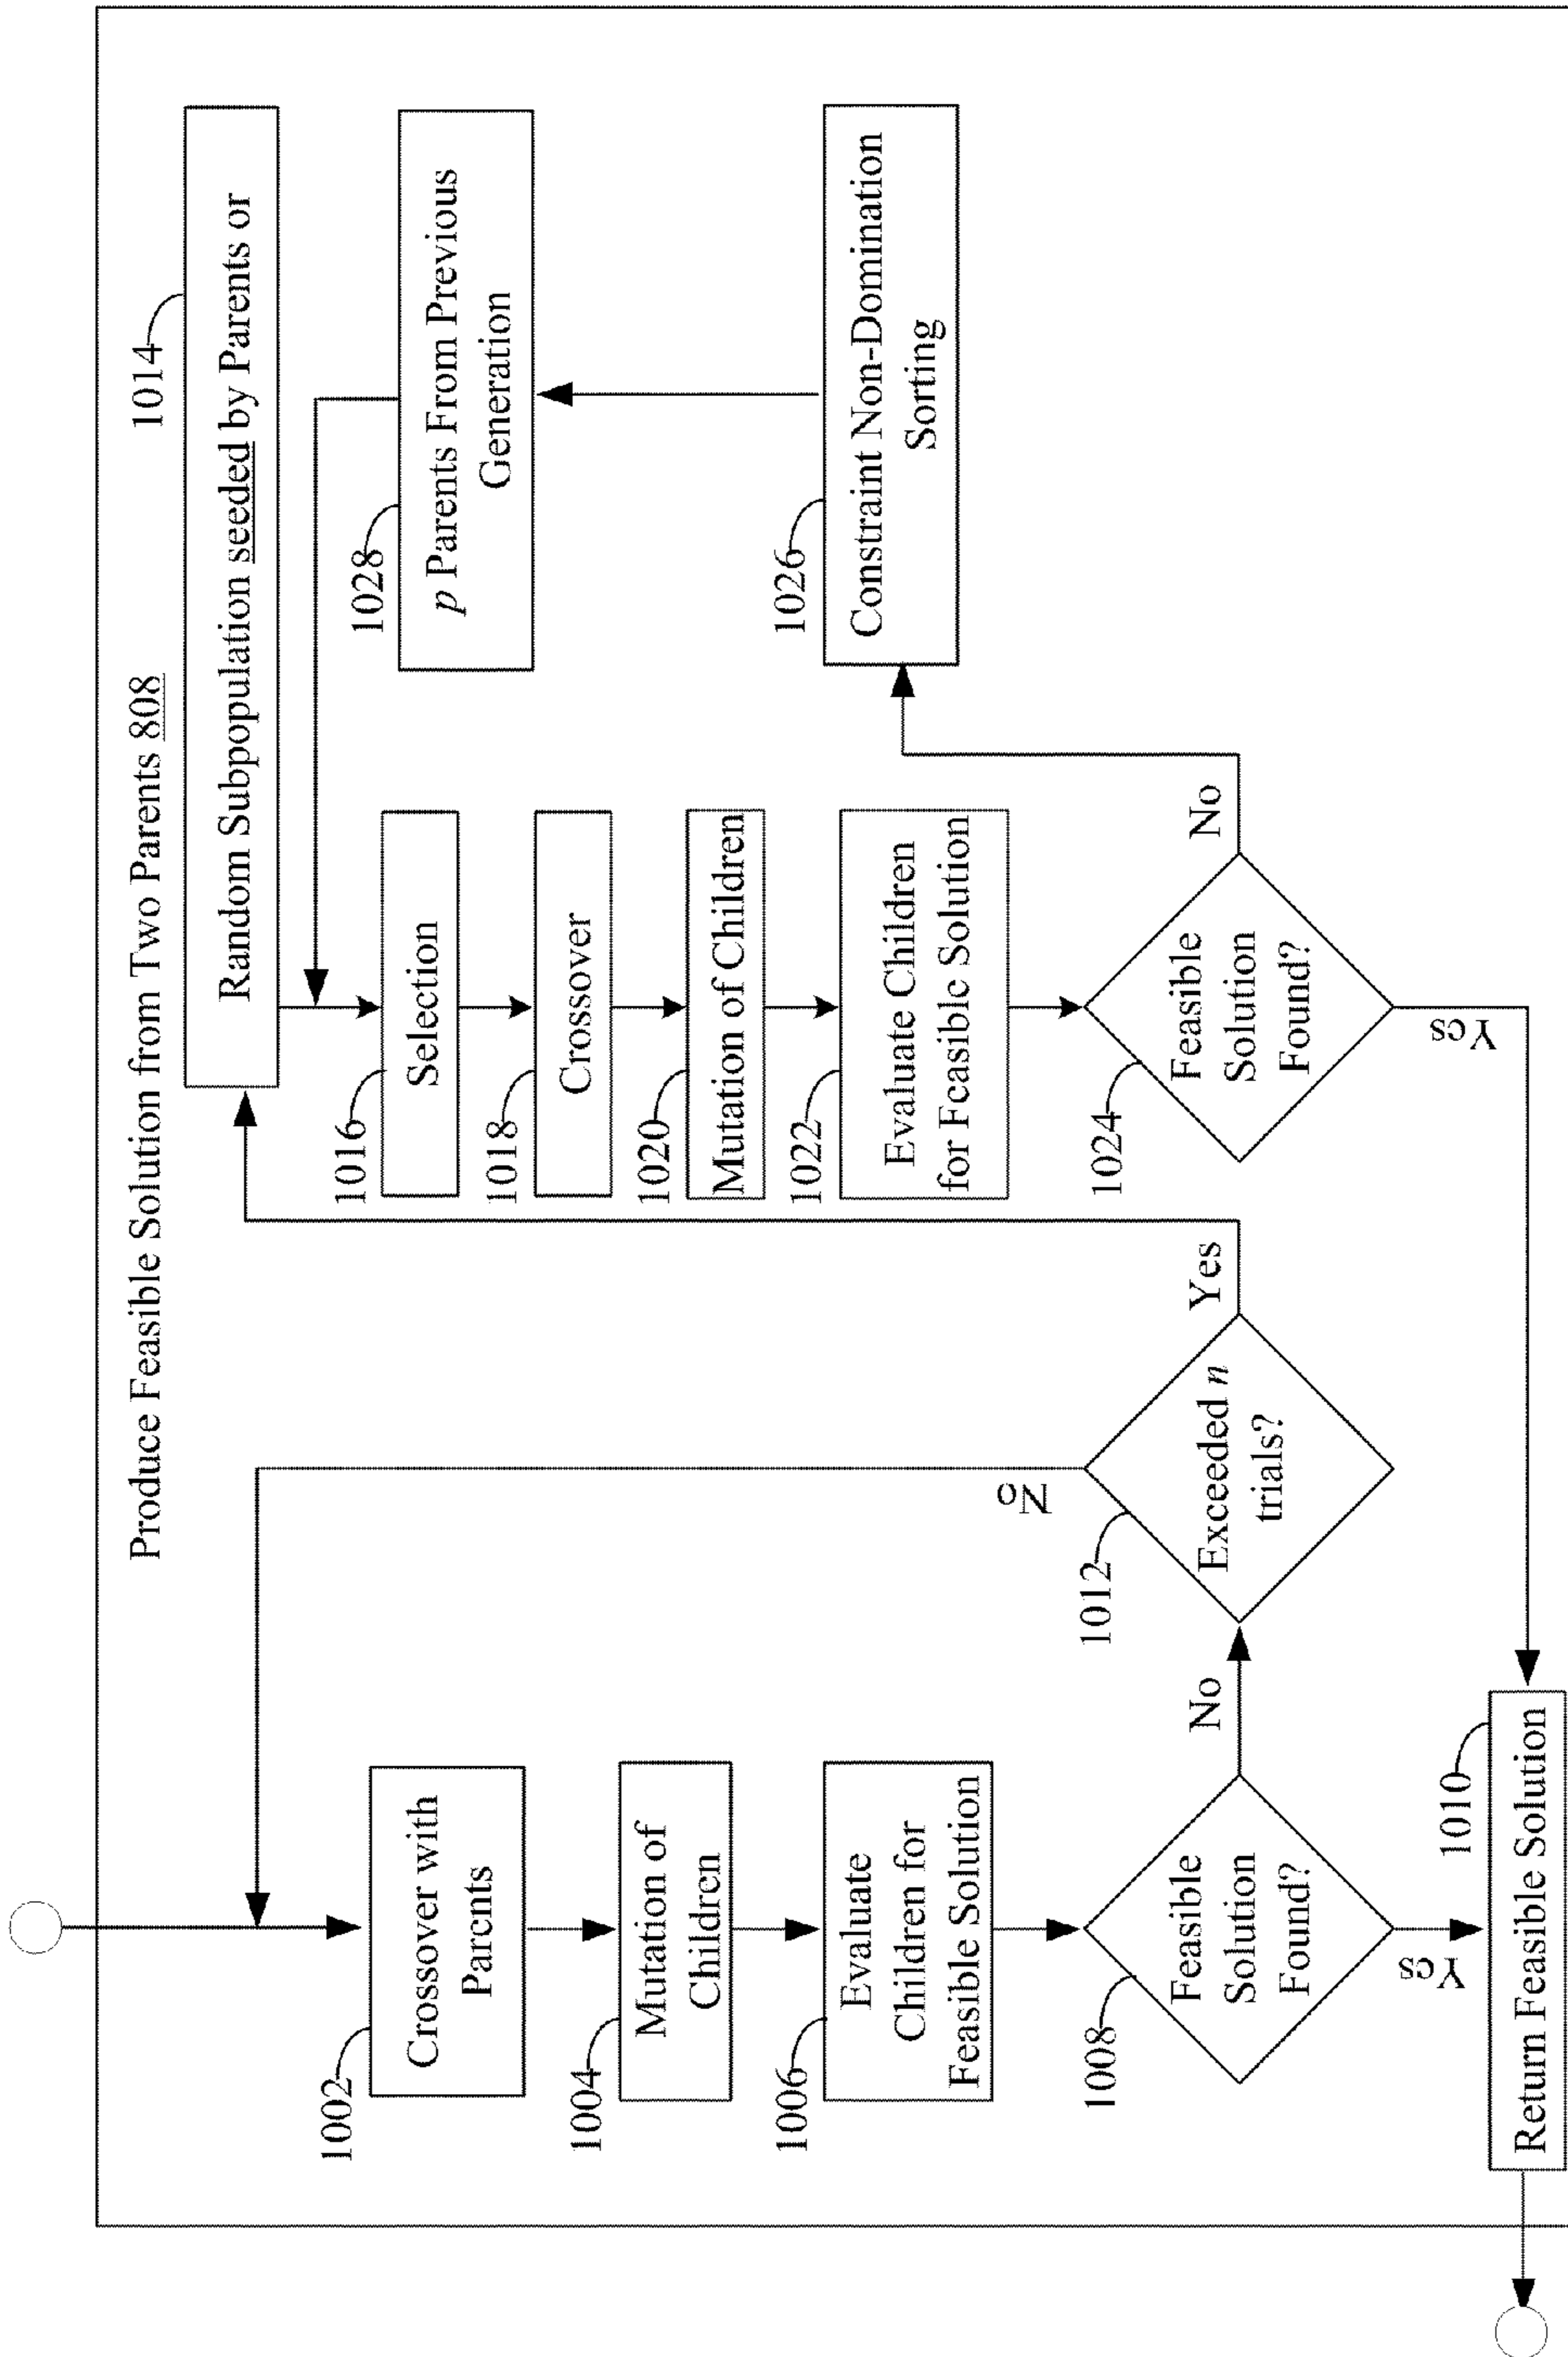 Produce Feasible Solution from Two Parents 808
1002
Crossover with
Parents
1004
Mutation of
Children
1006
Evaluate
Children for
Feasible Solution
1008
Feasible
Solution
Found?
Yes
No
1010
Return Feasible Solution
1012
Exceeded n
trials?
No
Yes
1014
Random Subpopulation seeded by Parents or
1016
Selection
1018
Crossover
1020
Mutation of Children
1022
Evaluate Children
for Feasible Solution
1024
Feasible
Solution
Found?
Yes
No
1026
Constraint Non-Domination
Sorting
1028
p Parents From Previous
Generation